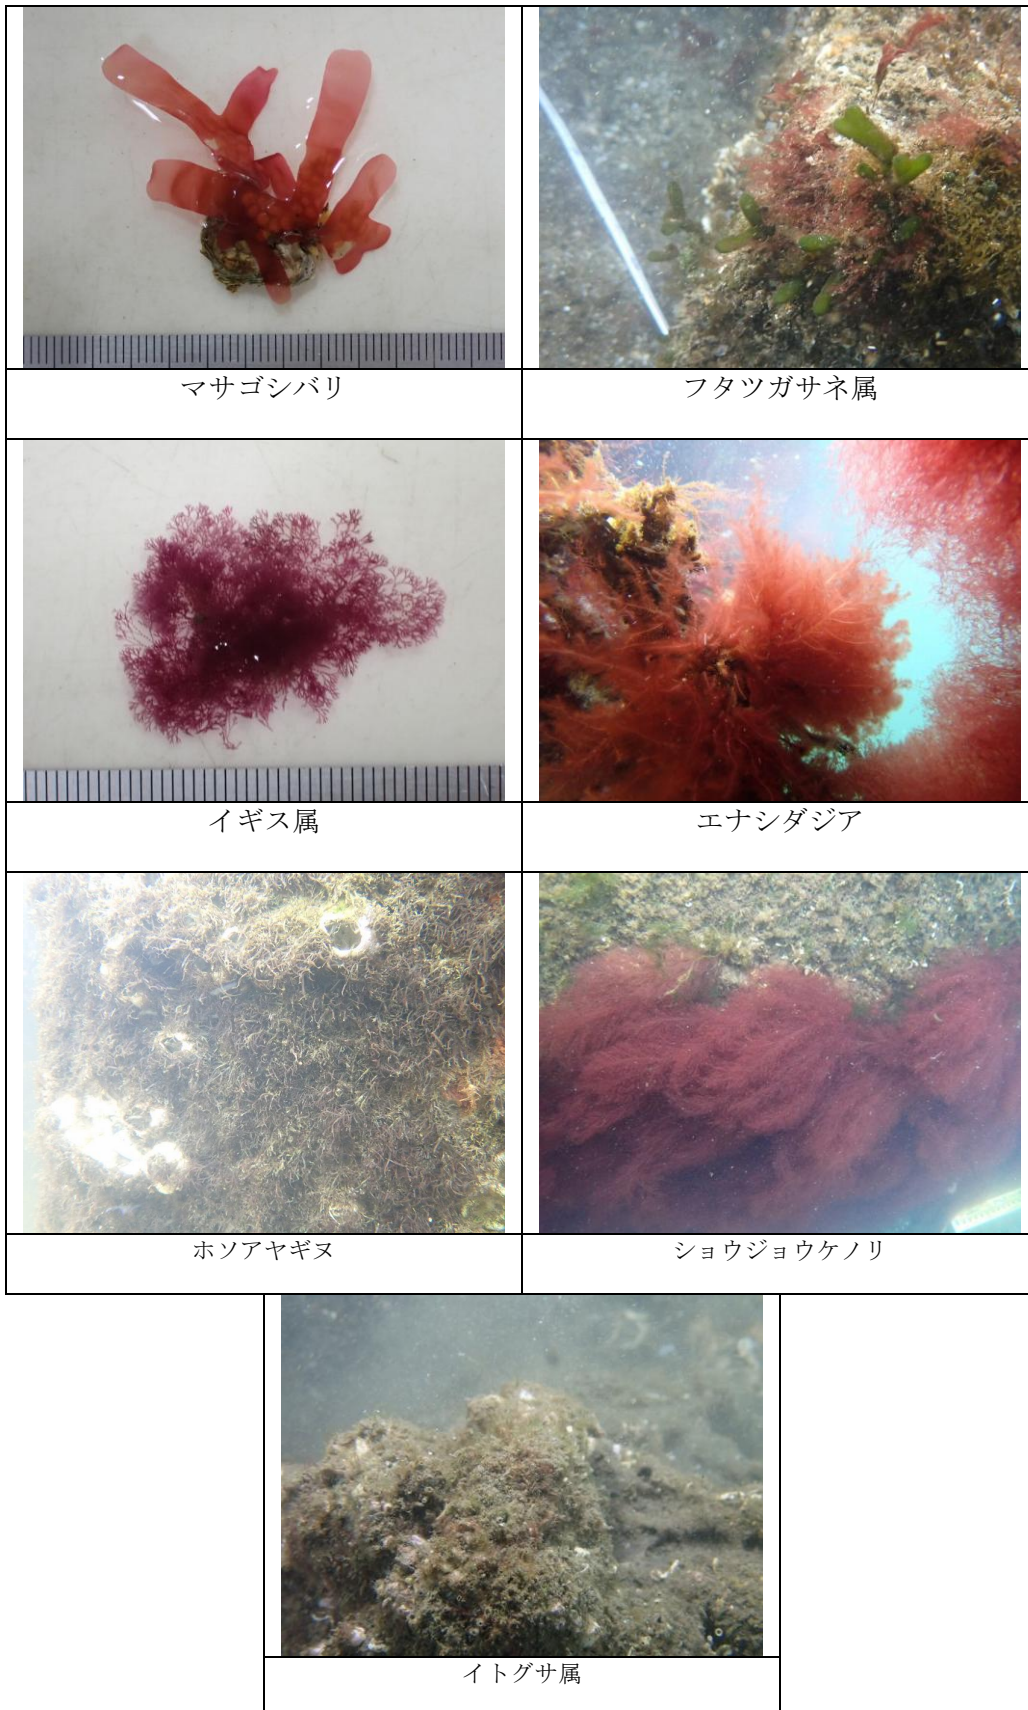 マサゴシバリ
フタツガサネ属
イギス属
エナシダジア
ホソアヤギヌ
ショウジョウケノリ
イトグサ属